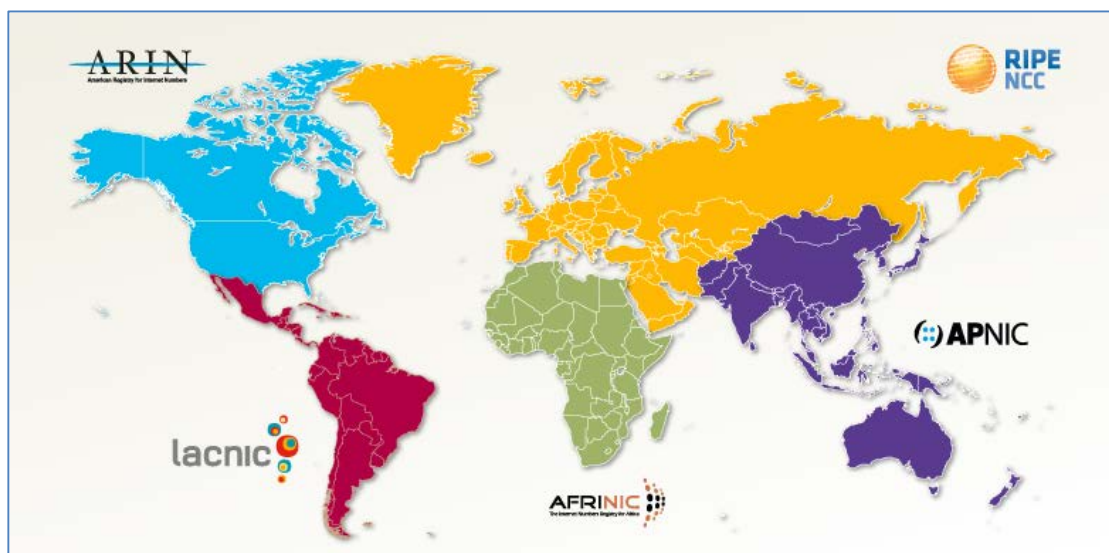 ARIN
American Registry for Internet Numbers
RIPE
NCC
APNIC
lacnic
AFRINIC
The Internet Numbers Registry for Africa